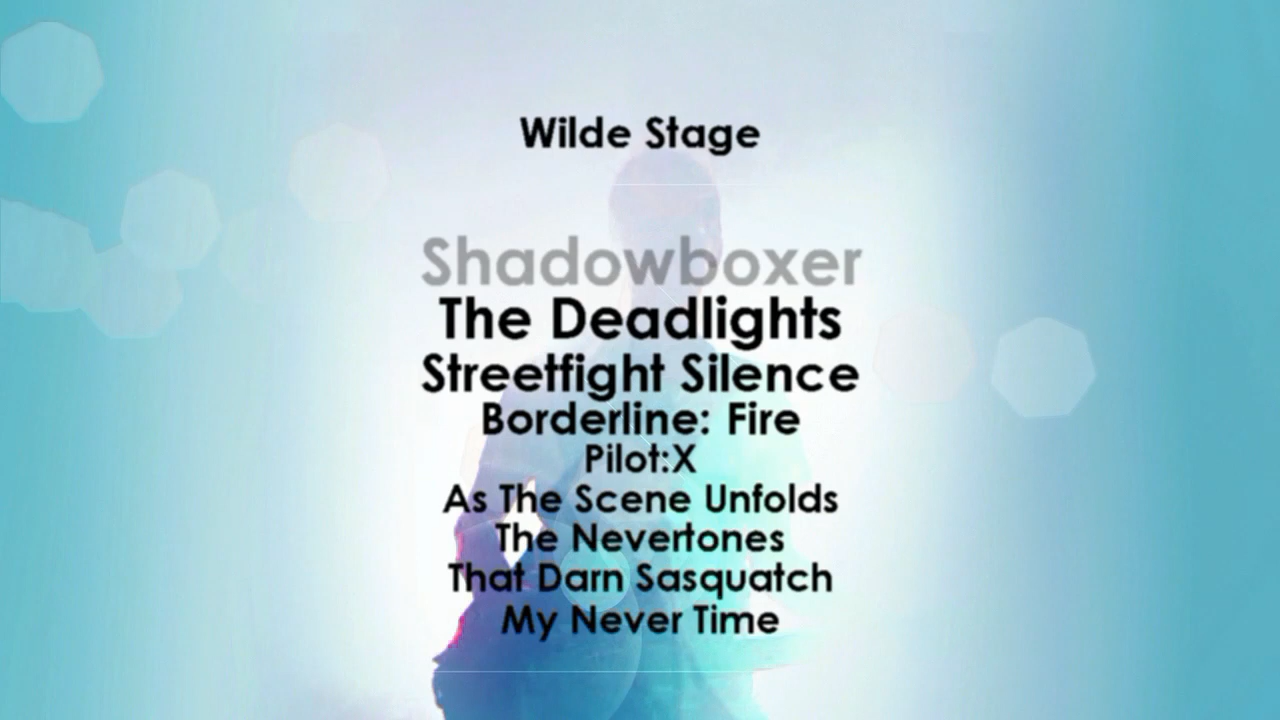 Wilde Stage
Shadowboxer
The Deadlights
Streetfight Silence
Borderline: Fire
Pilot:X
As The Scene Unfolds
The Nevertones
That Darn Sasquatch
My Never Time